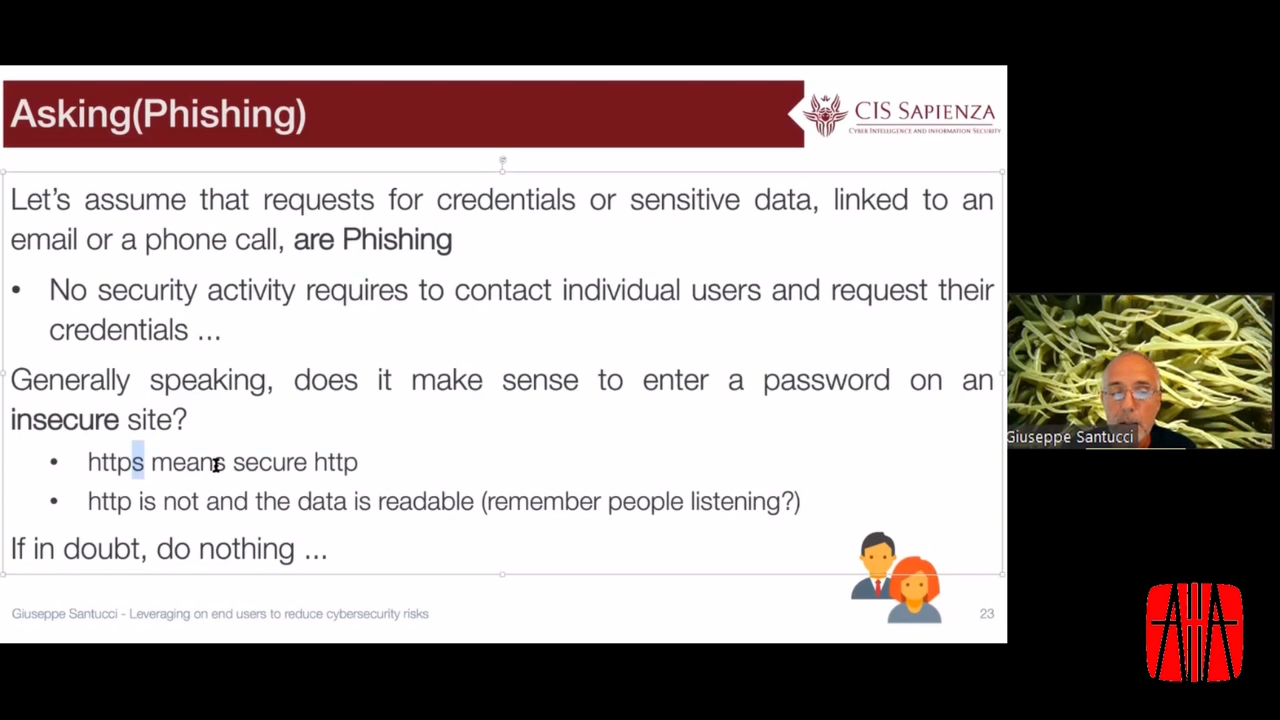 Asking(Phishing)
CIS SAPIENZA
CYBER INTELLIGENCE AND INFORMATION SECURITY
Let's assume that requests for credentials or sensitive data, linked to an
email or a phone call, are Phishing
• No security activity requires to contact individual users and request their
credentials ...
Generally speaking, does it make sense to enter a password on an
insecure site?
• https means secure http
• http is not and the data is readable (remember people listening?)
If in doubt, do nothing ...
Giuseppe Santucci - Leveraging on end users to reduce cybersecurity risks
23
Giuseppe Santucci